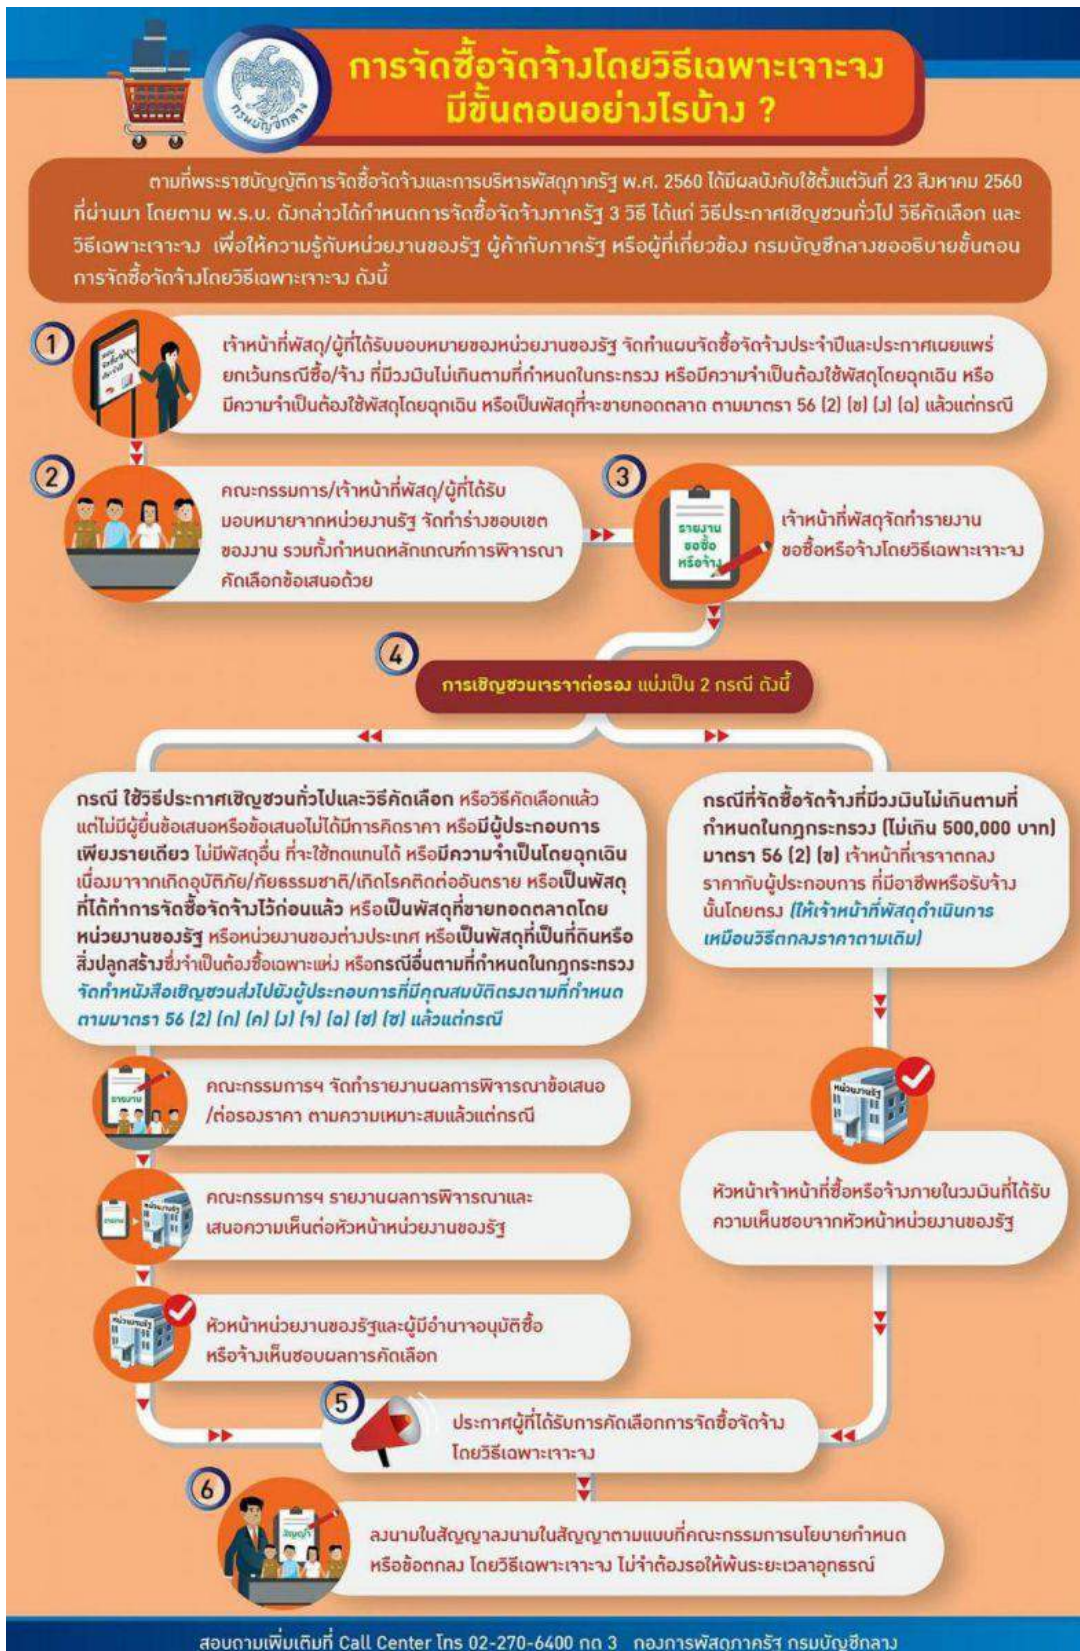 กรมบัญชีกลาง
การจัดซื้อจัดจ้างโดยวิธีเฉพาะเจาะจง
มีขั้นตอนอย่างไรบ้าง ?
ตามที่พระราชบัญญัติการจัดซื้อจัดจ้างและการบริหารพัสดุภาครัฐ พ.ศ. 2560 ได้มีผลบังคับใช้ตั้งแต่วันที่ 23 สิงหาคม 2560
ที่ผ่านมา โดยตาม พ.ร.บ. ดังกล่าวได้กำหนดการจัดซื้อจัดจ้างภาครัฐ 3 วิธี ได้แก่ วิธีประกาศเชิญชวนทั่วไป วิธีคัดเลือก และ
วิธีเฉพาะเจาะจง เพื่อให้ความรู้กับหน่วยงานของรัฐ ผู้ค้ากับภาครัฐ หรือผู้ที่เกี่ยวข้อง กรมบัญชีกลางขออธิบายขั้นตอน
การจัดซื้อจัดจ้างโดยวิธีเฉพาะเจาะจง ดังนี้
1
เจ้าหน้าที่พัสดุ/ผู้ที่ได้รับมอบหมายของหน่วยงานของรัฐ จัดทำแผนจัดซื้อจัดจ้างประจำปีและประกาศเผยแพร่
ยกเว้นกรณีซื้อ/จ้าง ที่มีวงเงินไม่เกินตามที่กำหนดในกระทรวง หรือมีความจำเป็นต้องใช้พัสดุโดยฉุกเฉิน หรือ
มีความจำเป็นต้องใช้พัสดุโดยฉุกเฉิน หรือเป็นพัสดุที่จะขายทอดตลาด ตามมาตรา 56 (2) (ข) (ง) (ฉ) แล้วแต่กรณี
2
คณะกรรมการ/เจ้าหน้าที่พัสดุ/ผู้ที่ได้รับ
มอบหมายจากหน่วยงานรัฐ จัดทำร่างขอบเขต
ของงาน รวมทั้งกำหนดหลักเกณฑ์การพิจารณา
คัดเลือกข้อเสนอด้วย
3
รายงาน
ขอซื้อ
หรือจ้าง
เจ้าหน้าที่พัสดุจัดทำรายงาน
ขอซื้อหรือจ้างโดยวิธีเฉพาะเจาะจง
4
การเชิญชวนเจรจาต่อรอง แบ่งเป็น 2 กรณี ดังนี้
กรณี ใช้วิธีประกาศเชิญชวนทั่วไปและวิธีคัดเลือก หรือวิธีคัดเลือกแล้ว
แต่ไม่มีผู้ยื่นข้อเสนอหรือข้อเสนอไม่ได้มีการคิดราคา หรือมีผู้ประกอบการ
เพียงรายเดียว ไม่มีพัสดุอื่น ที่จะใช้ทดแทนได้ หรือมีความจำเป็นโดยฉุกเฉิน
เนื่องมาจากเกิดอุบัติภัย/ภัยธรรมชาติ/เกิดโรคติดต่ออันตราย หรือเป็นพัสดุ
ที่ได้ทำการจัดซื้อจัดจ้างไว้ก่อนแล้ว หรือเป็นพัสดุที่ขายทอดตลาดโดย
หน่วยงานของรัฐ หรือหน่วยงานของต่างประเทศ หรือเป็นพัสดุที่เป็นที่ดินหรือ
สิ่งปลูกสร้างซึ่งจำเป็นต้องซื้อเฉพาะแห่ง หรือกรณีอื่นตามที่กำหนดในกฎกระทรวง
จัดทำหนังสือเชิญชวนส่งไปยังผู้ประกอบการที่มีคุณสมบัติตรงตามที่กำหนด
ตามมาตรา 56 (2) (ก) (ค) (ง) (จ) (ฉ) (ช) (ซ) แล้วแต่กรณี
กรณีที่จัดซื้อจัดจ้างที่มีวงเงินไม่เกินตามที่
กำหนดในกฎกระทรวง (ไม่เกิน 500,000 บาท)
มาตรา 56 (2) (ข) เจ้าหน้าที่เจรจาตกลง
ราคากับผู้ประกอบการ ที่มีอาชีพหรือรับจ้าง
นั้นโดยตรง (ให้เจ้าหน้าที่พัสดุดำเนินการ
เหมือนวิธีตกลงราคาตามเดิม)
รายงาน
คณะกรรมการฯ จัดทำรายงานผลการพิจารณาข้อเสนอ
/ต่อรองราคา ตามความเหมาะสมแล้วแต่กรณี
คณะกรรมการฯ รายงานผลการพิจารณาและ
เสนอความเห็นต่อหัวหน้าหน่วยงานของรัฐ
หน่วยงานรัฐ
หัวหน้าหน่วยงานของรัฐและผู้มีอำนาจอนุมัติซื้อ
หรือจ้างเห็นชอบผลการคัดเลือก
หน่วยงานรัฐ
หัวหน้าเจ้าหน้าที่ซื้อหรือจ้างภายในวงเงินที่ได้รับ
ความเห็นชอบจากหัวหน้าหน่วยงานของรัฐ
5
ประกาศผู้ที่ได้รับการคัดเลือกการจัดซื้อจัดจ้าง
โดยวิธีเฉพาะเจาะจง
6
สัญญา
ลงนามในสัญญาลงนามในสัญญาตามแบบที่คณะกรรมการนโยบายกำหนด
หรือข้อตกลง โดยวิธีเฉพาะเจาะจง ไม่จำต้องรอให้พ้นระยะเวลาอุทธรณ์
สอบถามเพิ่มเติมที่ Call Center โทร 02-270-6400 กด 3 กองการพัสดุภาครัฐ กรมบัญชีกลาง